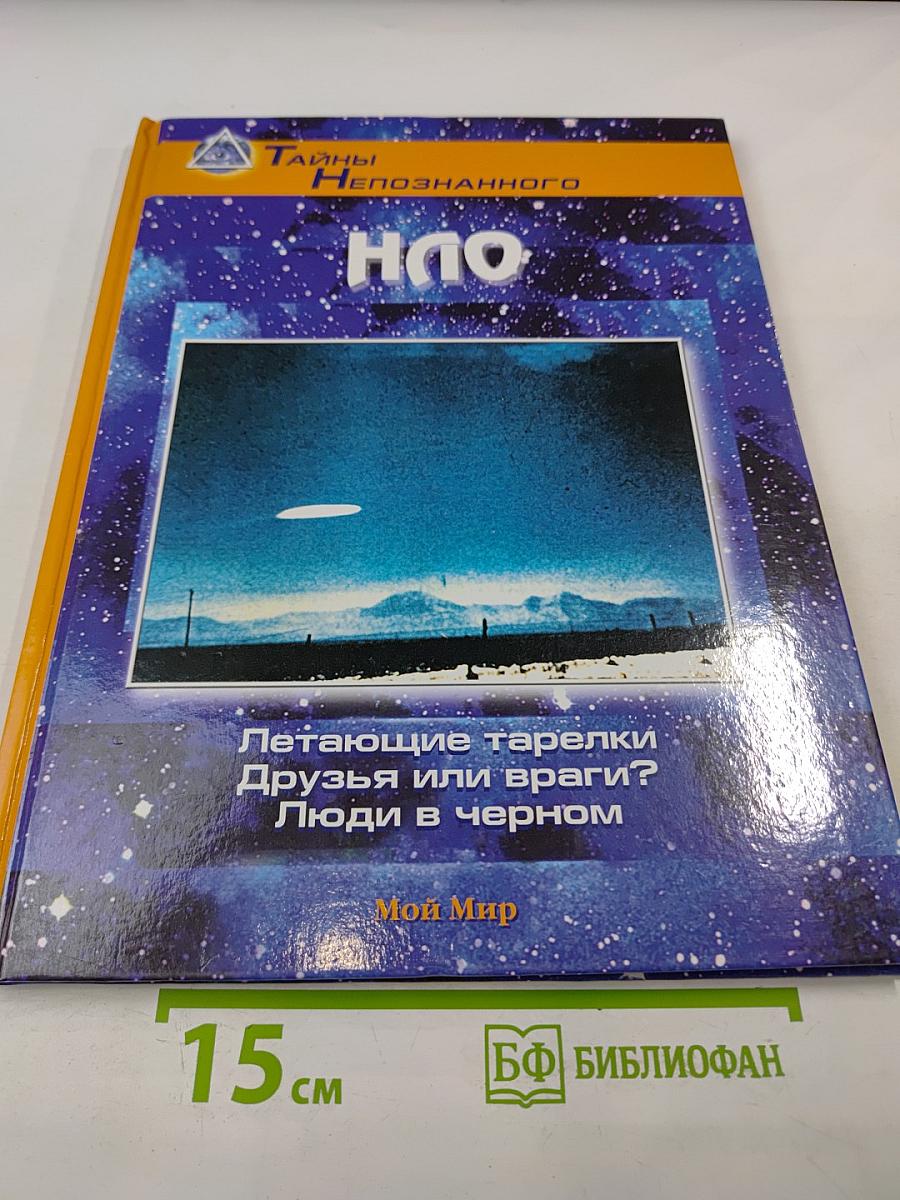 Тайны
Непознанного
НЛО
Летающие тарелки
Друзья или враги?
Люди в черном
Мой Мир
15 см
БФ БИБЛИОФАН